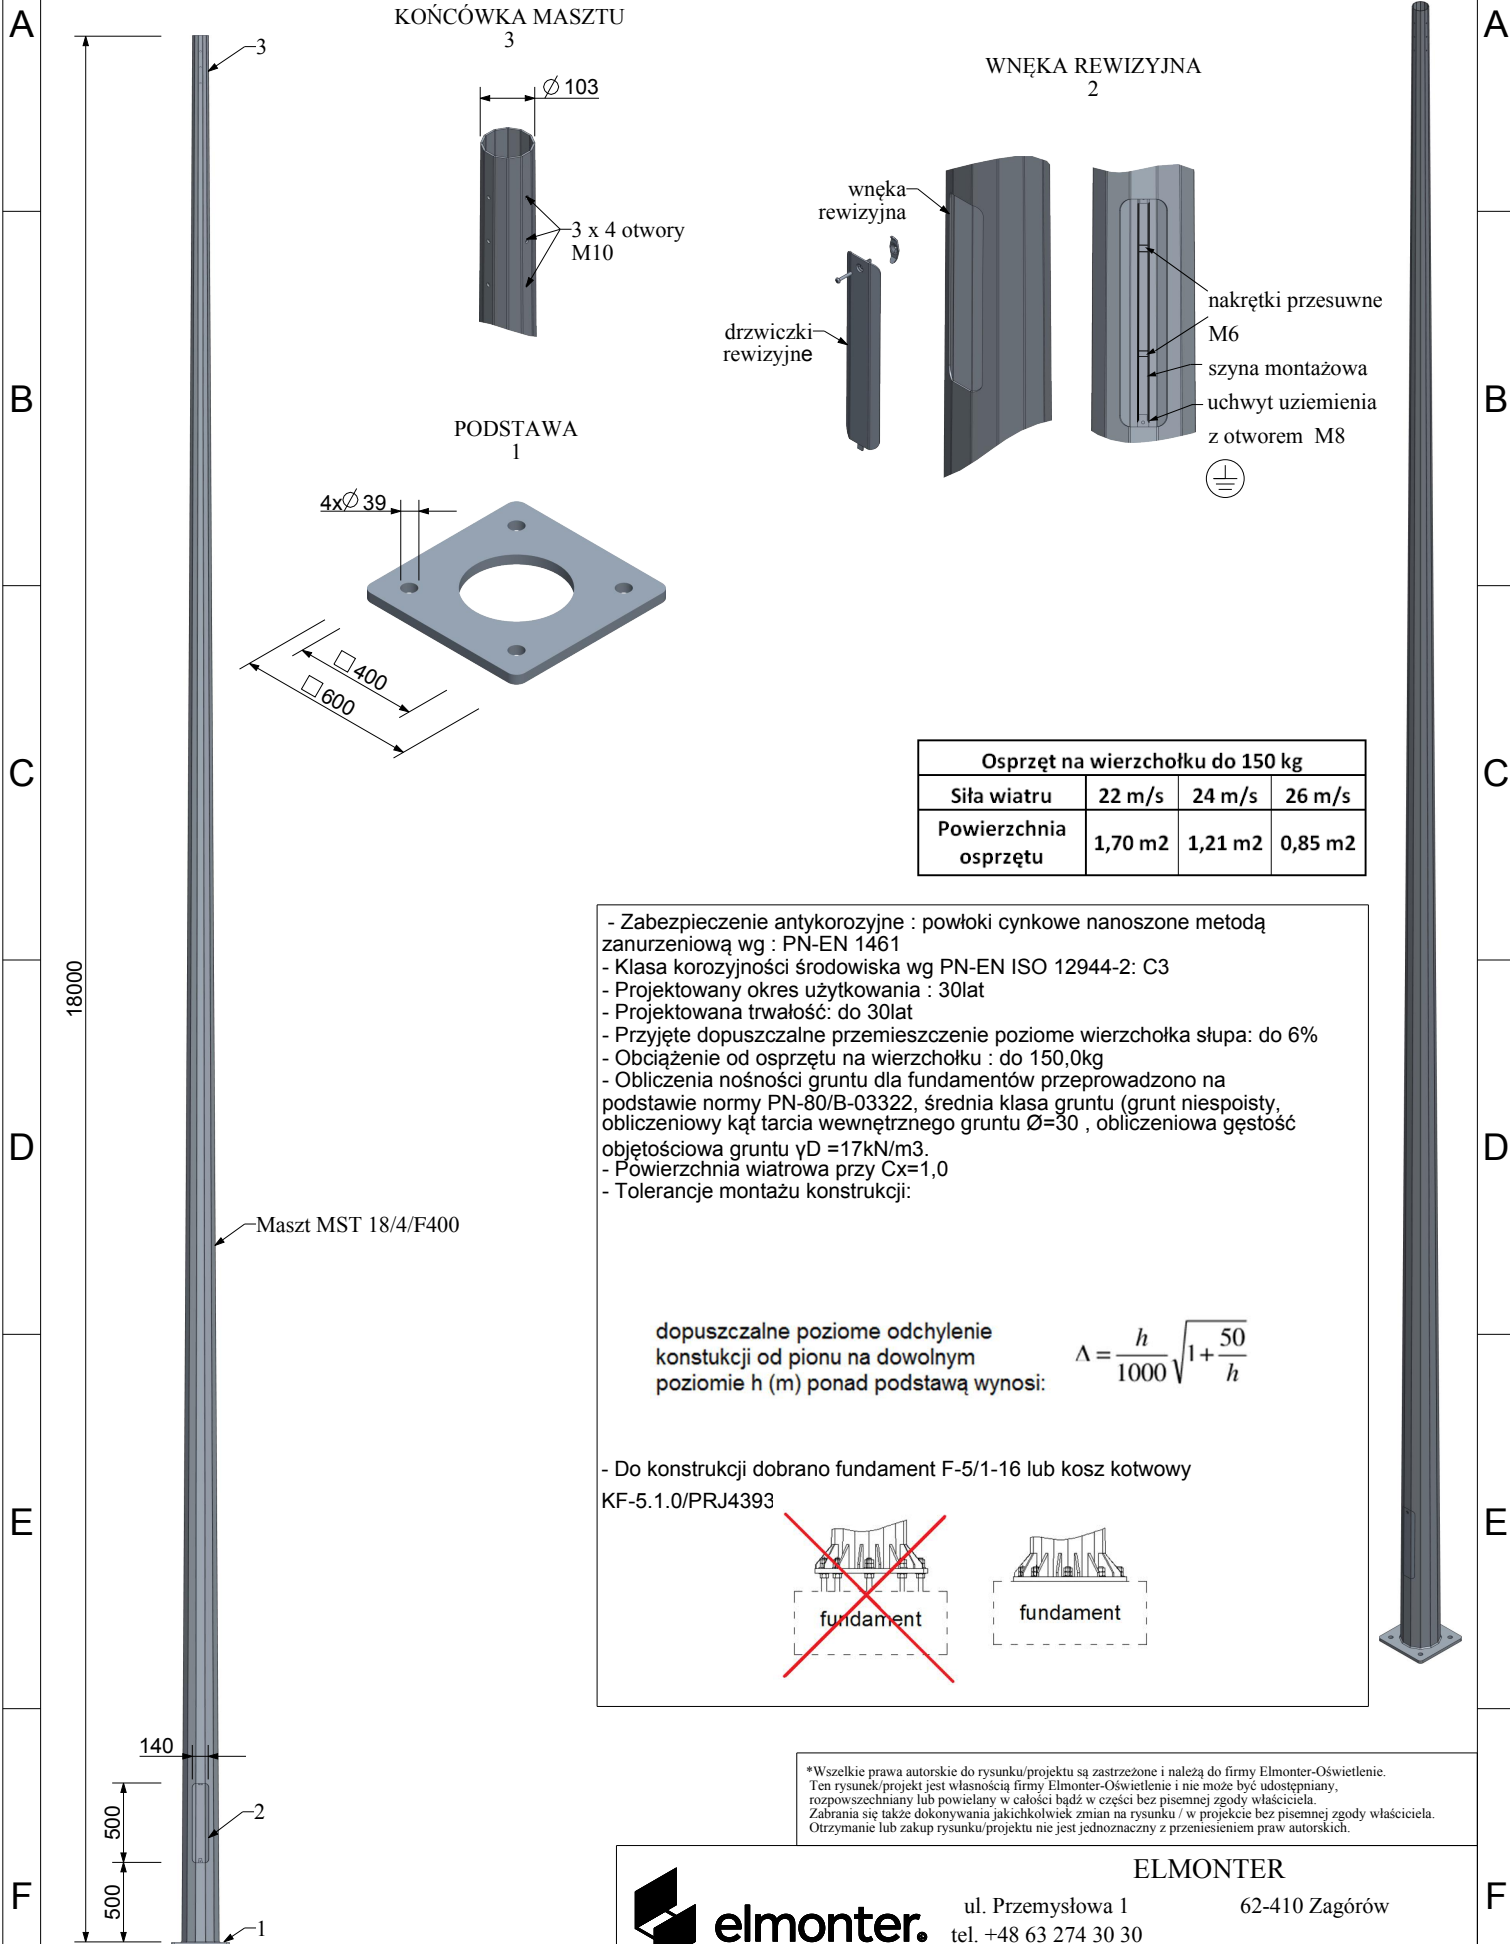 A
A
B
B
C
C
D
D
E
E
F
F
KOŃCÓWKA MASZTU
3
Ø 103
3 x 4 otwory
M10
WNĘKA REWIZYJNA
2
wnęka
rewizyjna
drzwiczki
rewizyjne
nakrętki przesuwne
M6
szyna montażowa
uchwyt uziemienia
z otworem M8
PODSTAWA
1
4xØ 39
□ 400
□ 600
3
18000
Maszt MST 18/4/F400
140
500
500
2
1
Osprzęt na wierzchołku do 150 kg
Siła wiatru 22 m/s 24 m/s 26 m/s
Powierzchnia
osprzętu 1,70 m2 1,21 m2 0,85 m2
- Zabezpieczenie antykorozyjne : powłoki cynkowe nanoszone metodą
zanurzeniową wg : PN-EN 1461
- Klasa korozyjności środowiska wg PN-EN ISO 12944-2: C3
- Projektowany okres użytkowania : 30lat
- Projektowana trwałość: do 30lat
- Przyjęte dopuszczalne przemieszczenie poziome wierzchołka słupa: do 6%
- Obciążenie od osprzętu na wierzchołku : do 150,0kg
- Obliczenia nośności gruntu dla fundamentów przeprowadzono na
podstawie normy PN-80/B-03322, średnia klasa gruntu (grunt niespoisty,
obliczeniowy kąt tarcia wewnętrznego gruntu Ø=30 , obliczeniowa gęstość
objętościowa gruntu γD =17kN/m3.
- Powierzchnia wiatrowa przy Cx=1,0
- Tolerancje montażu konstrukcji:
dopuszczalne poziome odchylenie
konstukcji od pionu na dowolnym
poziomie h (m) ponad podstawą wynosi:
Δ = h/1000 √(1+50/h)
- Do konstrukcji dobrano fundament F-5/1-16 lub kosz kotwowy
KF-5.1.0/PRJ4393
fundament
fundament
*Wszelkie prawa autorskie do rysunku/projektu są zastrzeżone i należą do firmy Elmonter-Oświetlenie.
Ten rysunek/projekt jest własnością firmy Elmonter-Oświetlenie i nie może być udostępniany,
rozpowszechniany lub powielany w całości bądź w części bez pisemnej zgody właściciela.
Zabrania się także dokonywania jakichkolwiek zmian na rysunku / w projekcie bez pisemnej zgody właściciela.
Otrzymanie lub zakup rysunku/projektu nie jest jednoznaczny z przeniesieniem praw autorskich.
elmonter.
ELMONTER
ul. Przemysłowa 1 62-410 Zagórów
tel. +48 63 274 30 30